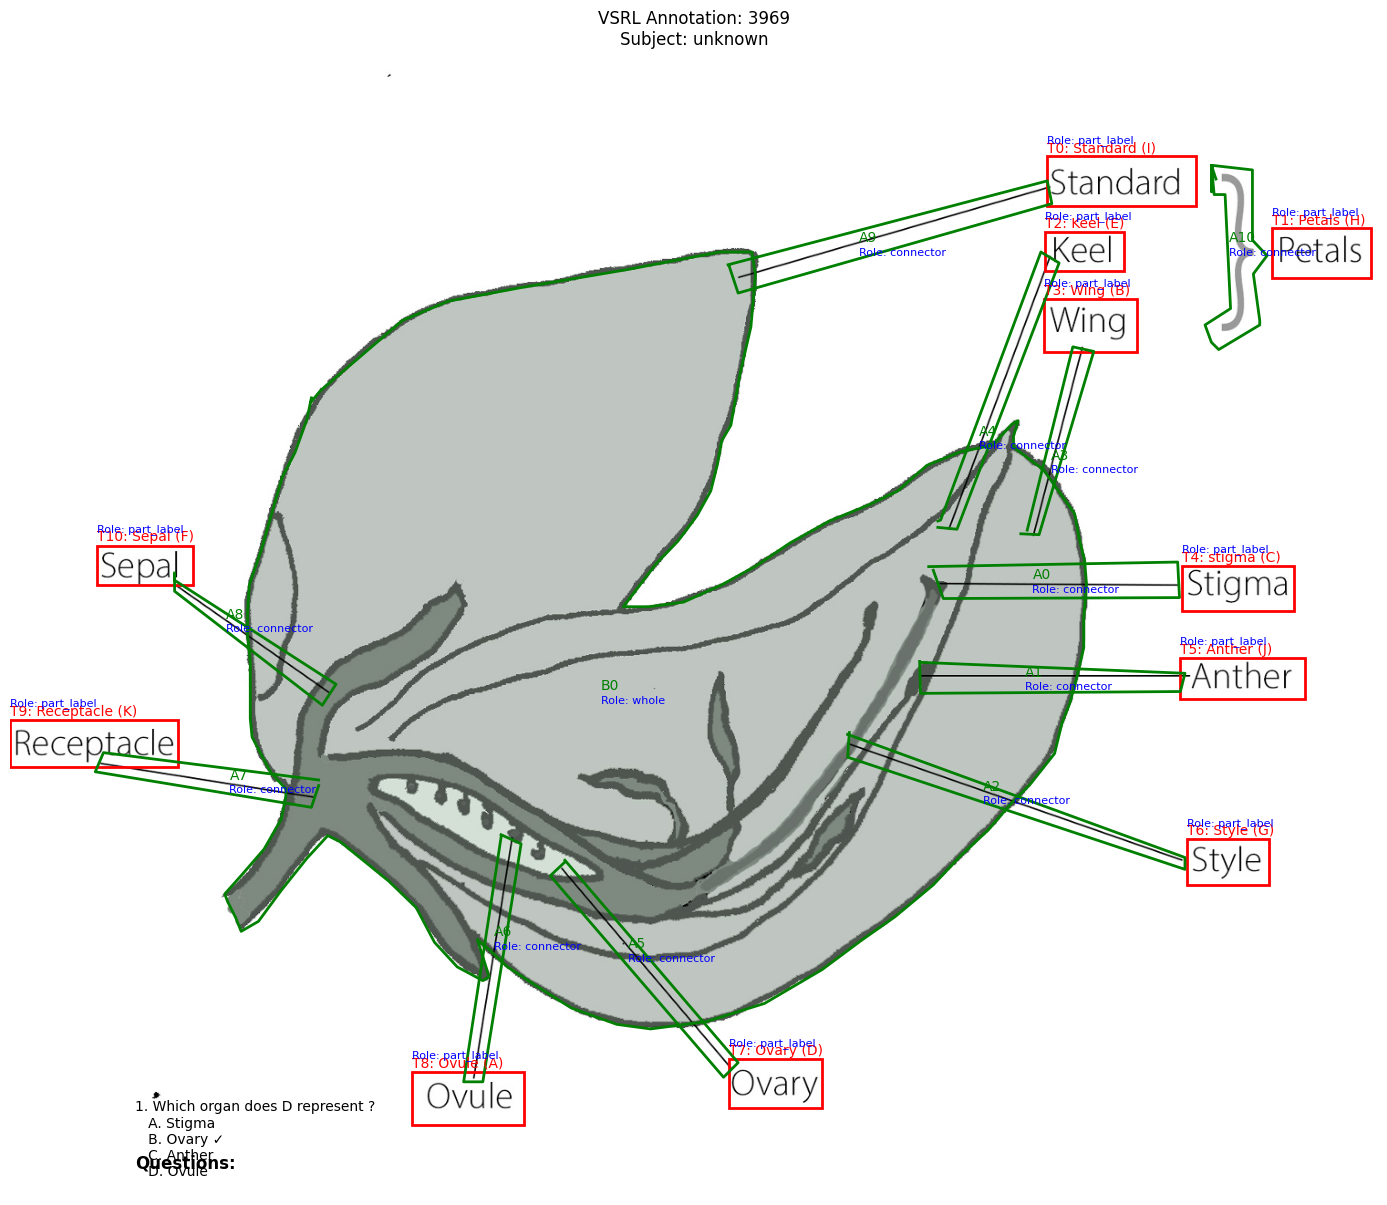 VSRL Annotation: 3969
Subject: unknown
Role: part_label
T0: Standard (I)
Standard
Role: part_label
T2: Keel (E)
Keel
Role: part_label
T1: Petals (H)
Petals
A10
Role: connector
A9
Role: connector
Role: part_label
T3: Wing (B)
Wing
A4
Role: connector
A3
Role: connector
Role: part_label
T10: Sepal (F)
Sepal
Role: part_label
T4: stigma (C)
Stigma
A0
Role: connector
A8
Role: connector
Role: part_label
T5: Anther (J)
Anther
A1
Role: connector
B0
Role: whole
Role: part_label
T9: Receptacle (K)
Receptacle
A7
Role: connector
A2
Role: connector
Role: part_label
T6: Style (G)
Style
A6
Role: connector
A5
Role: connector
Role: part_label
T7: Ovary (D)
Ovary
Role: part_label
T8: Ovule (A)
Ovule
1. Which organ does D represent ?
A. Stigma
B. Ovary ✓
C. Anther
D. Ovule
Questions: